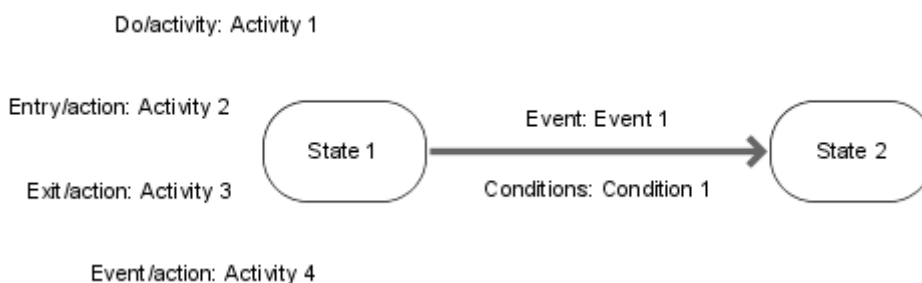 Do/activity: Activity 1
Entry/action: Activity 2
Event: Event 1
State 1
State 2
Exit/action: Activity 3
Conditions: Condition 1
Event/action: Activity 4